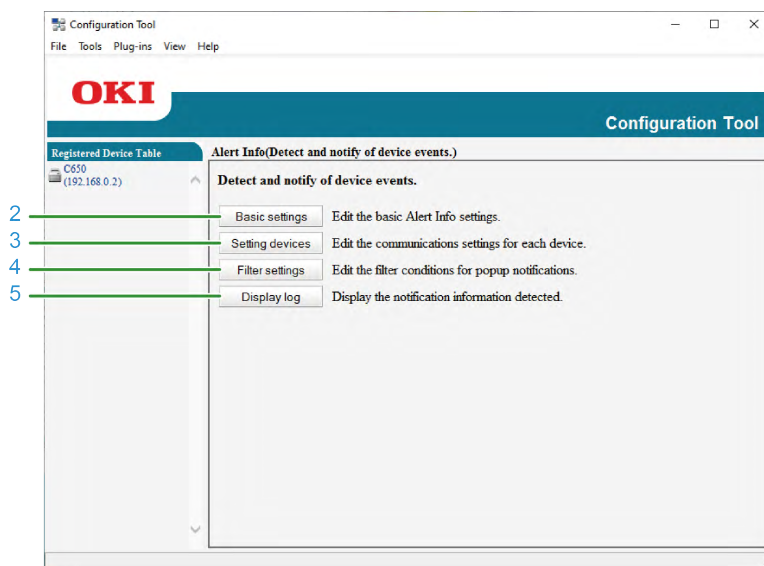 Configuration Tool
File Tools Plug-ins View Help
OKI
Configuration Tool
Registered Device Table
C650
(192.168.0.2)
Alert Info(Detect and notify of device events.)
Detect and notify of device events.
2 Basic settings Edit the basic Alert Info settings.
3 Setting devices Edit the communications settings for each device.
4 Filter settings Edit the filter conditions for popup notifications.
5 Display log Display the notification information detected.